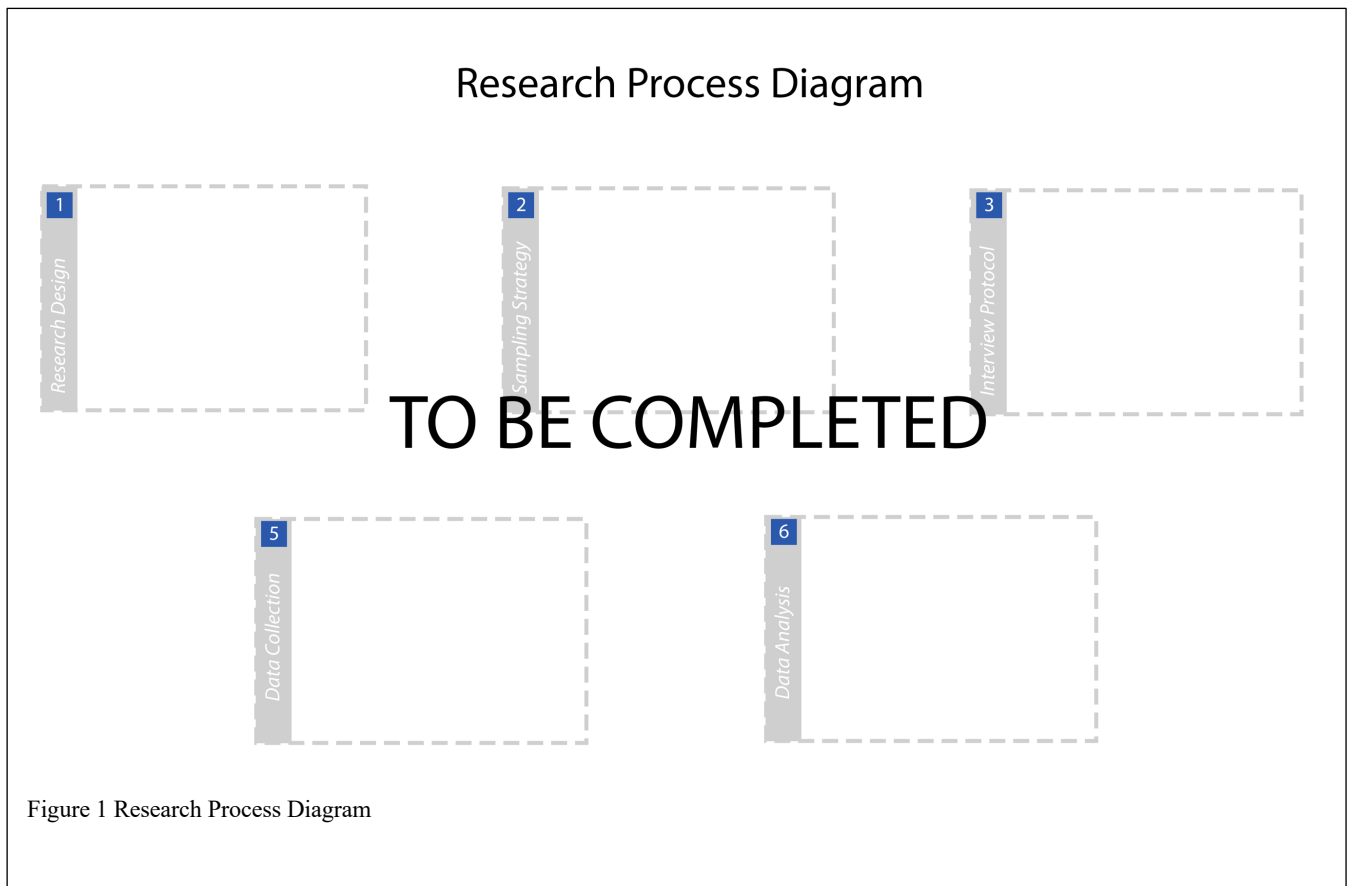 Research Process Diagram
1
Research Design
2
Sampling Strategy
3
Interview Protocol
TO BE COMPLETED
5
Data Collection
6
Data Analysis
Figure 1 Research Process Diagram